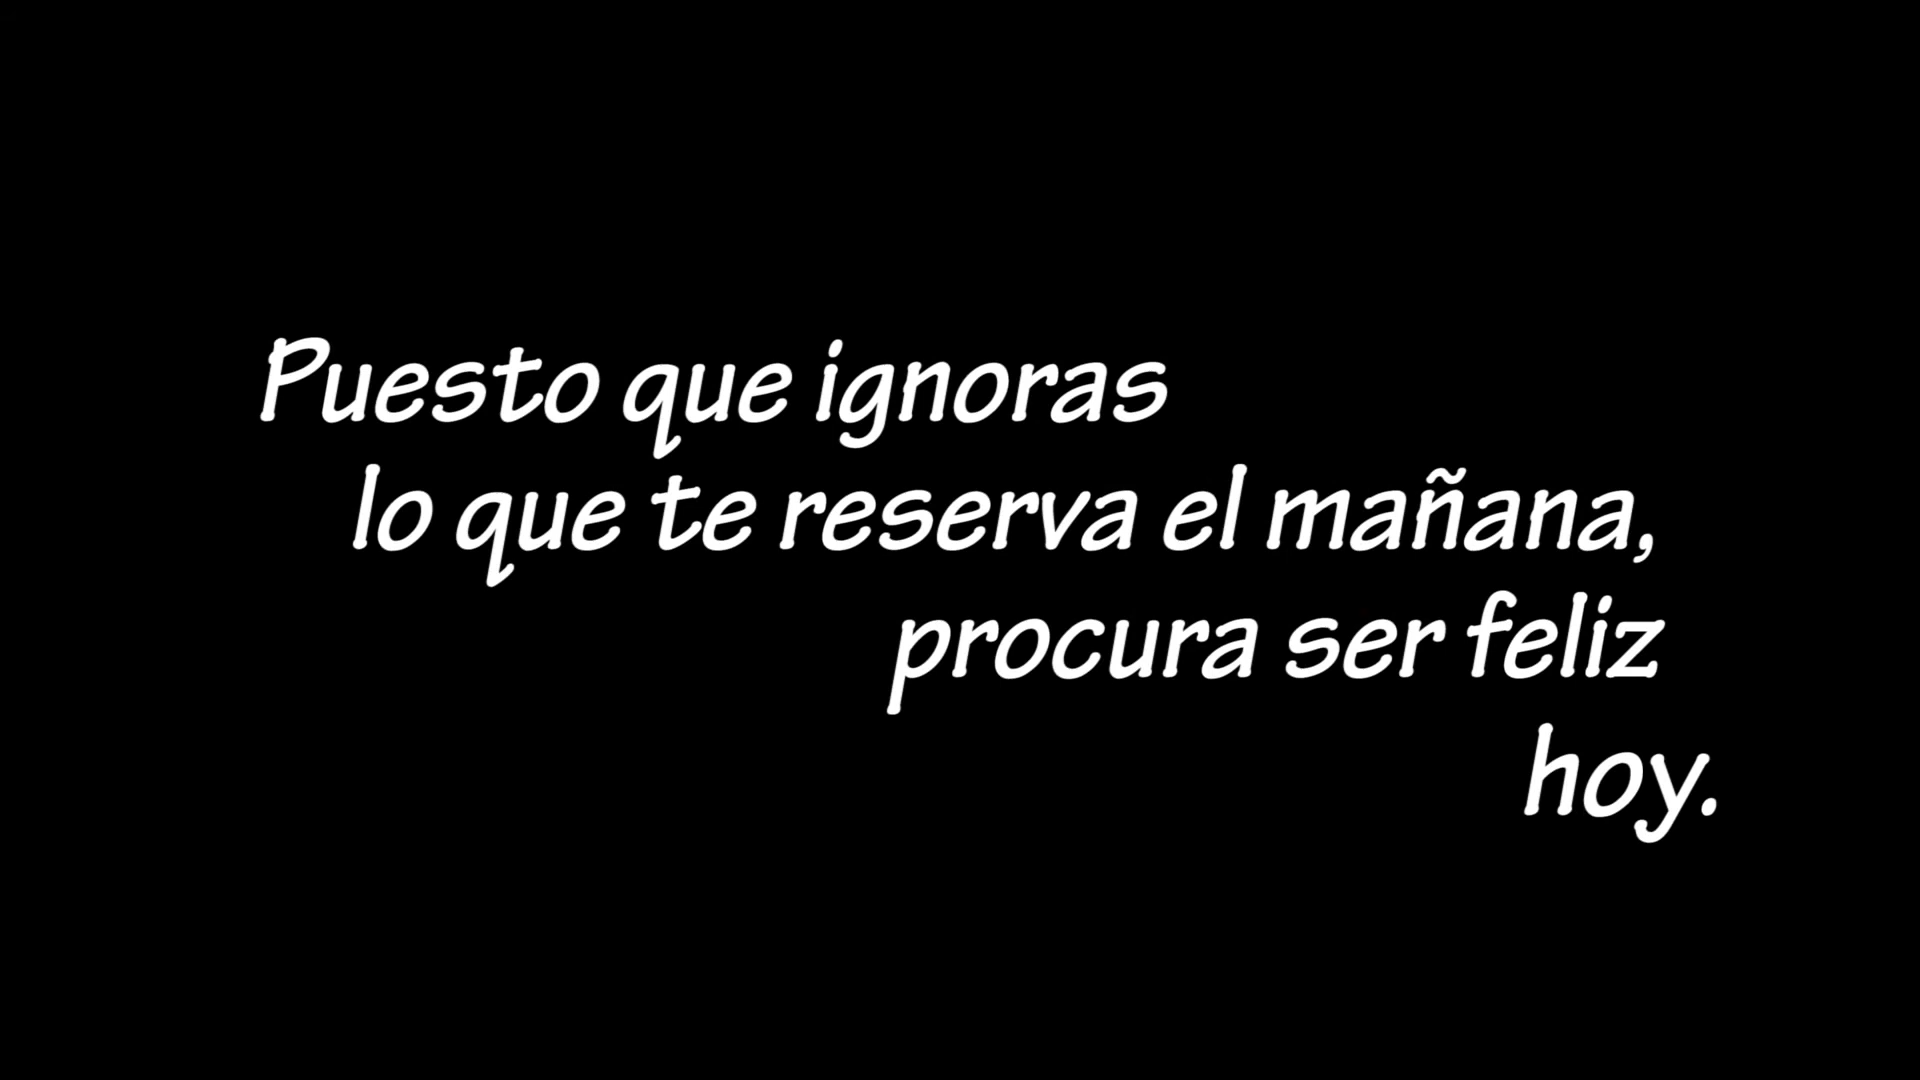 Puesto que ignoras
lo que te reserva el mañana,
procura ser feliz
hoy.